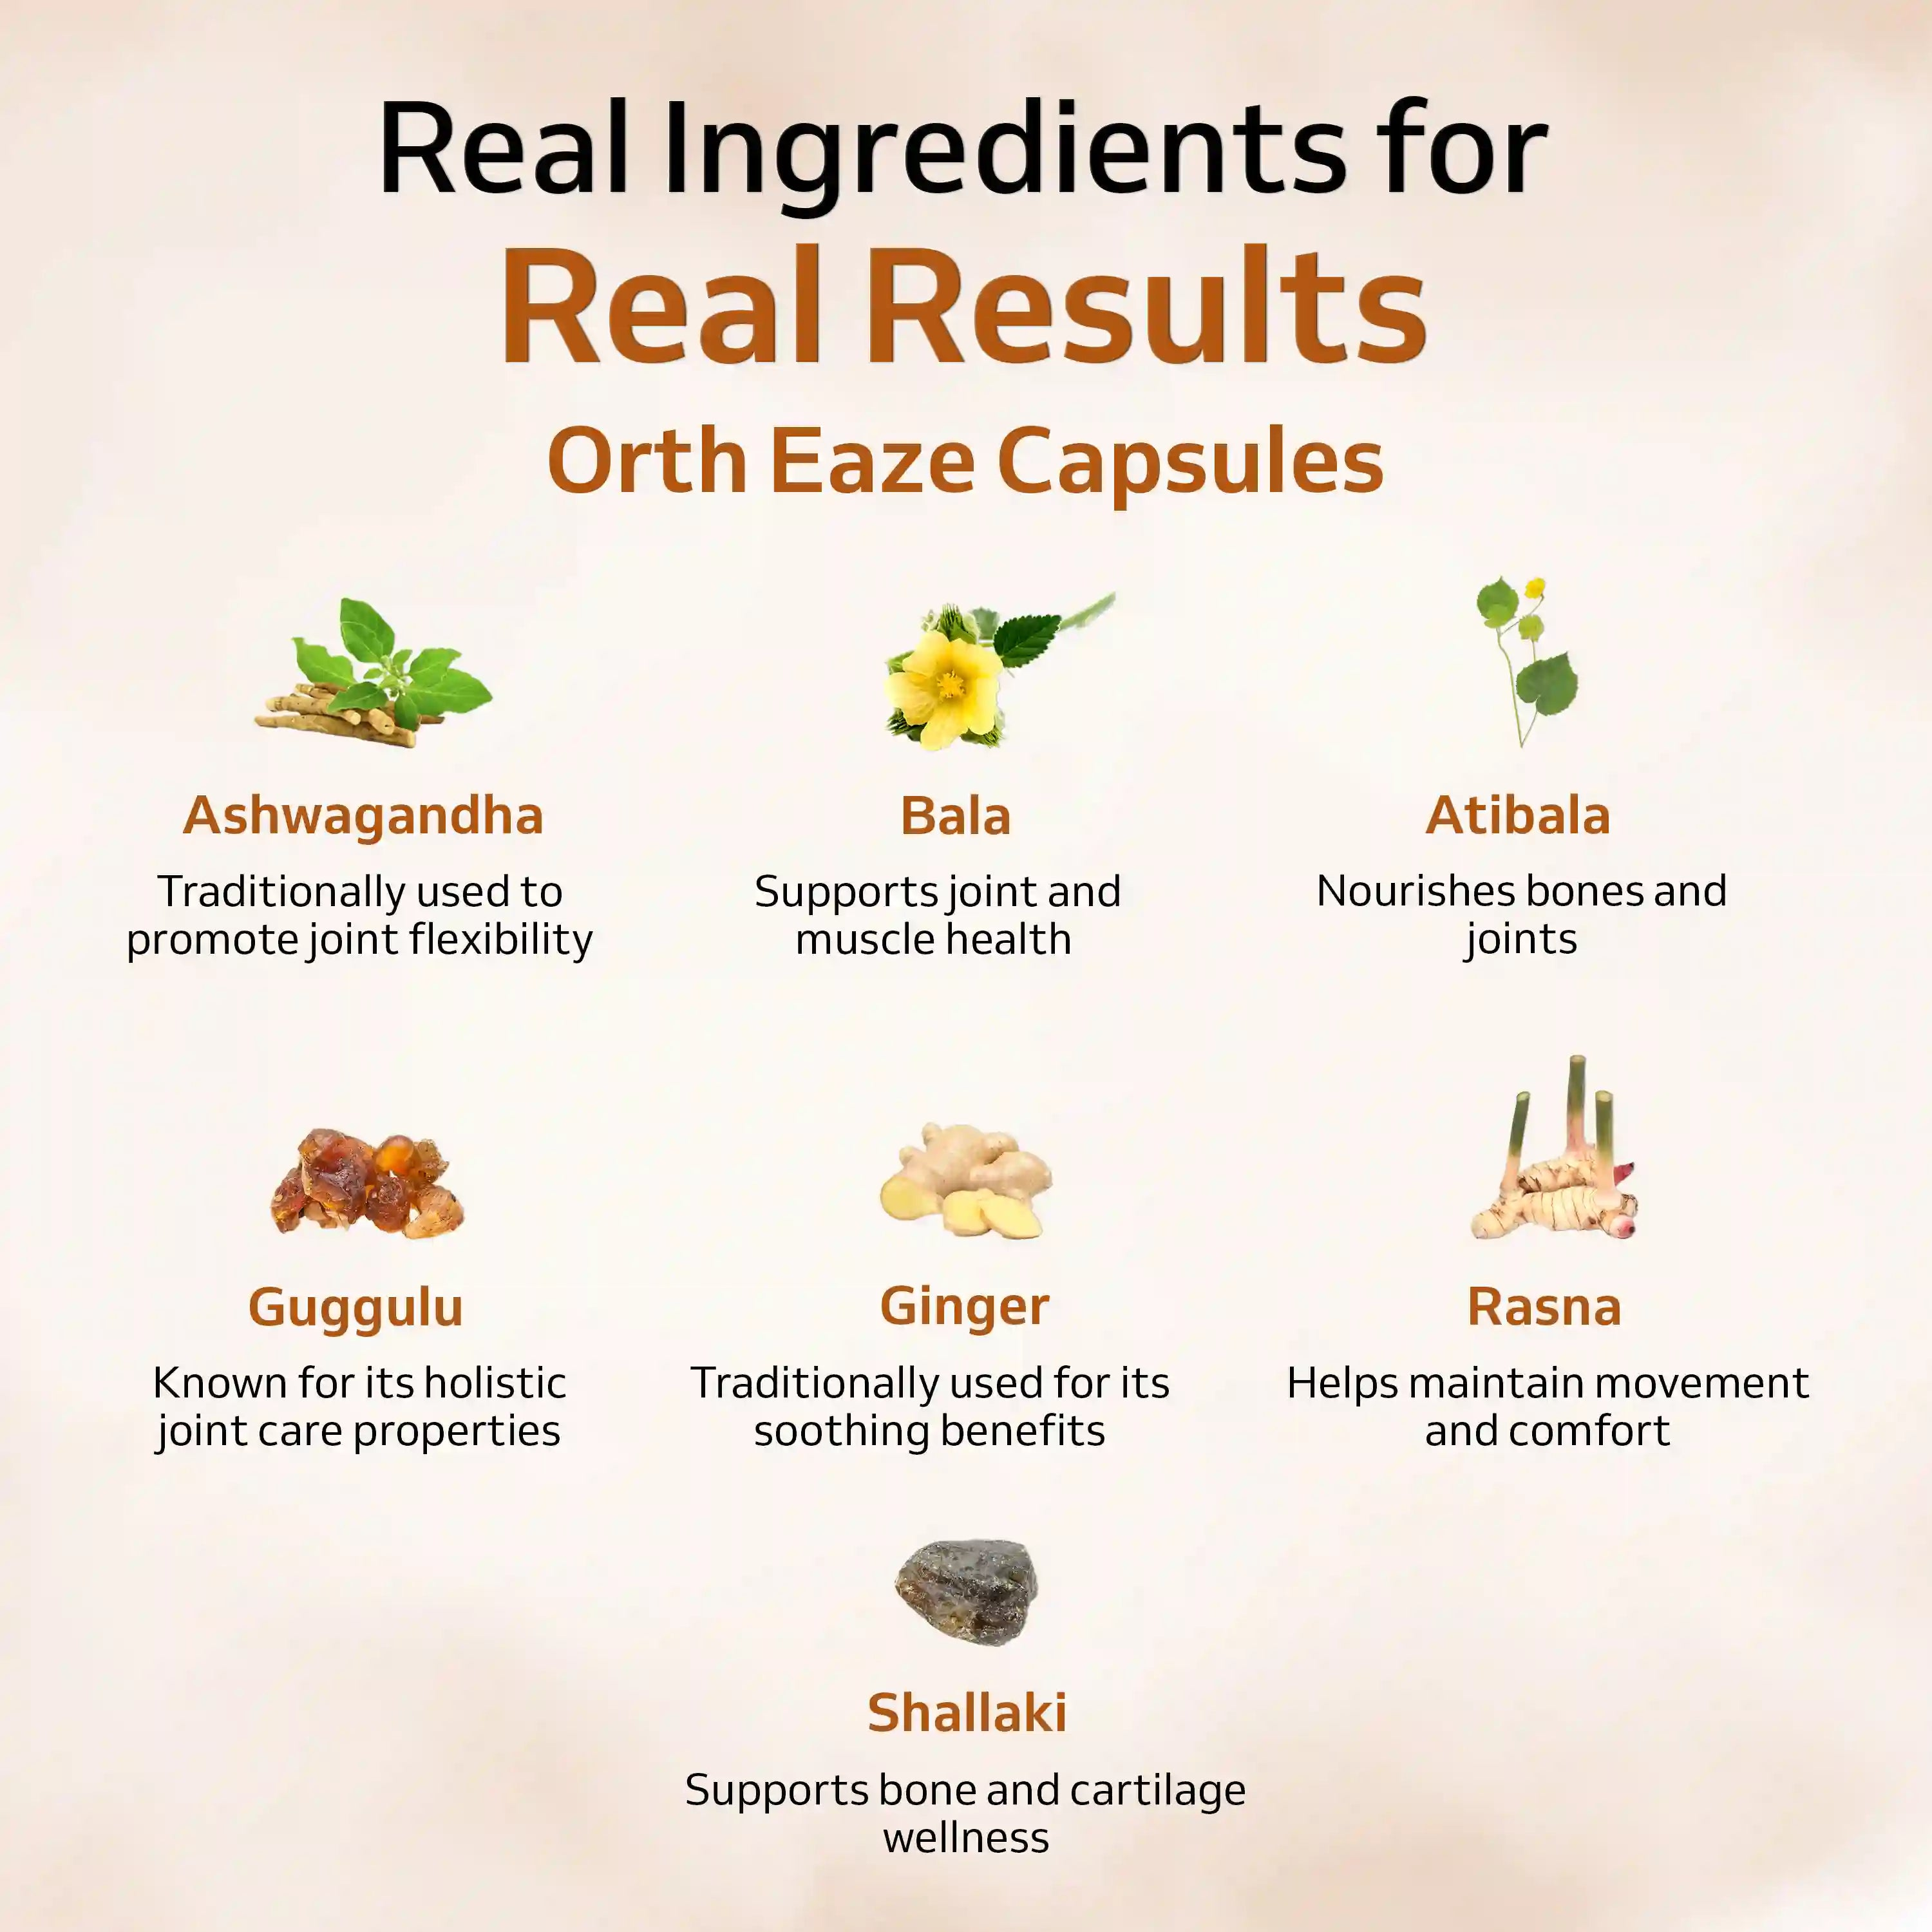 Real Ingredients for
Real Results
Orth Eaze Capsules
Ashwagandha
Traditionally used to
promote joint flexibility
Bala
Supports joint and
muscle health
Atibala
Nourishes bones and
joints
Guggulu
Known for its holistic
joint care properties
Ginger
Traditionally used for its
soothing benefits
Rasna
Helps maintain movement
and comfort
Shallaki
Supports bone and cartilage
wellness